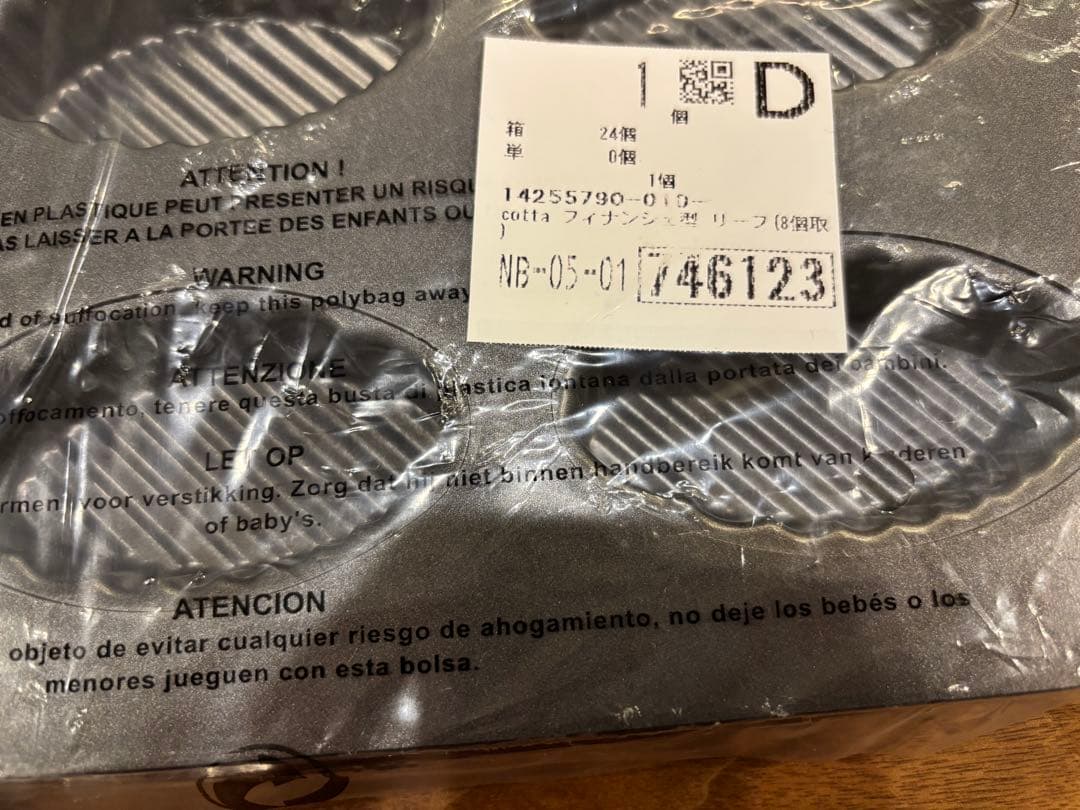 1 D
個
箱 24個
単 0個
1個
14255790-010-
cotta フィナンシェ型 リーフ(8個取
)
NB-05-01 746123
ATTENTION !
EN PLASTIQUE PEUT PRESENTER UN RISQU
AS LAISSER A LA PORTEE DES ENFANTS OU
WARNING
d of suffocation keep this polybag away
ATTENZIONE
offocamento, tenere questa busta di plastica lontana dalla portata dei bambini.
LET OP
rmen voor verstikking. Zorg dat niet binnen handbereik komt van kinderen
of baby's.
ATENCION
objeto de evitar cualquier riesgo de ahogamiento, no deje los bebés o los
menores jueguen con esta bolsa.